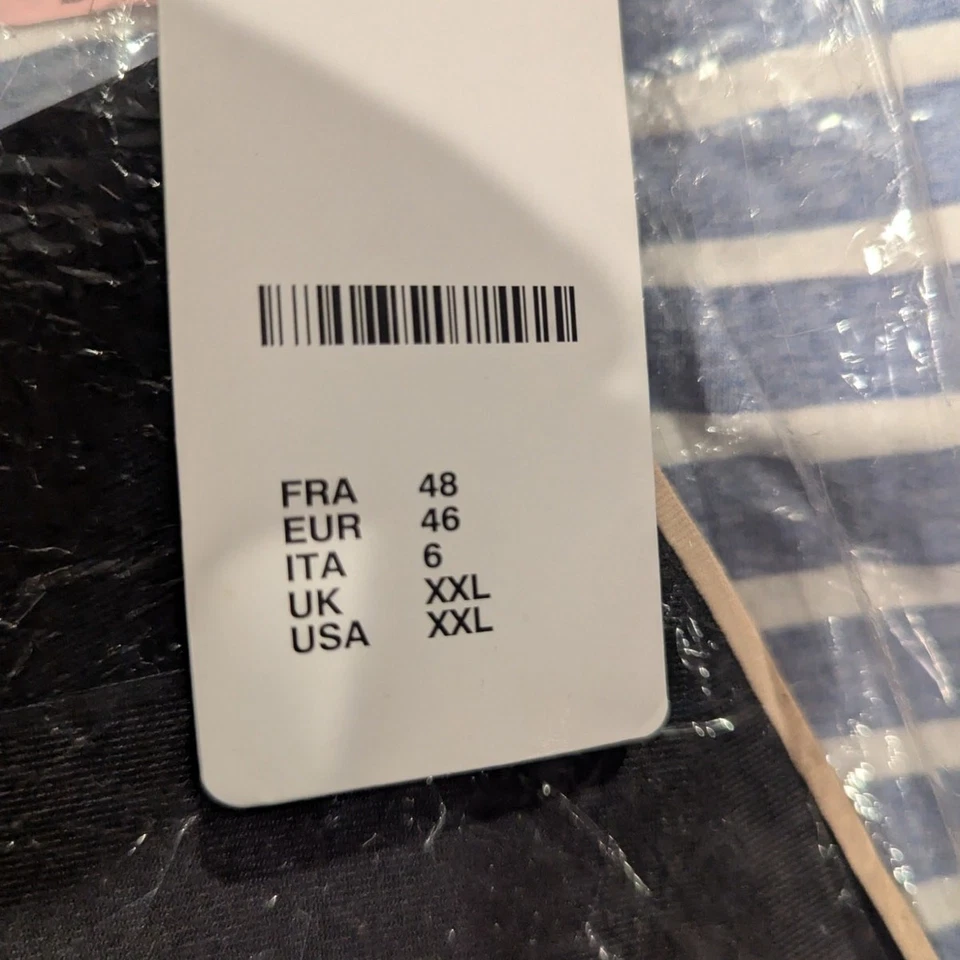 FRA 48
EUR 46
ITA 6
UK XXL
USA XXL